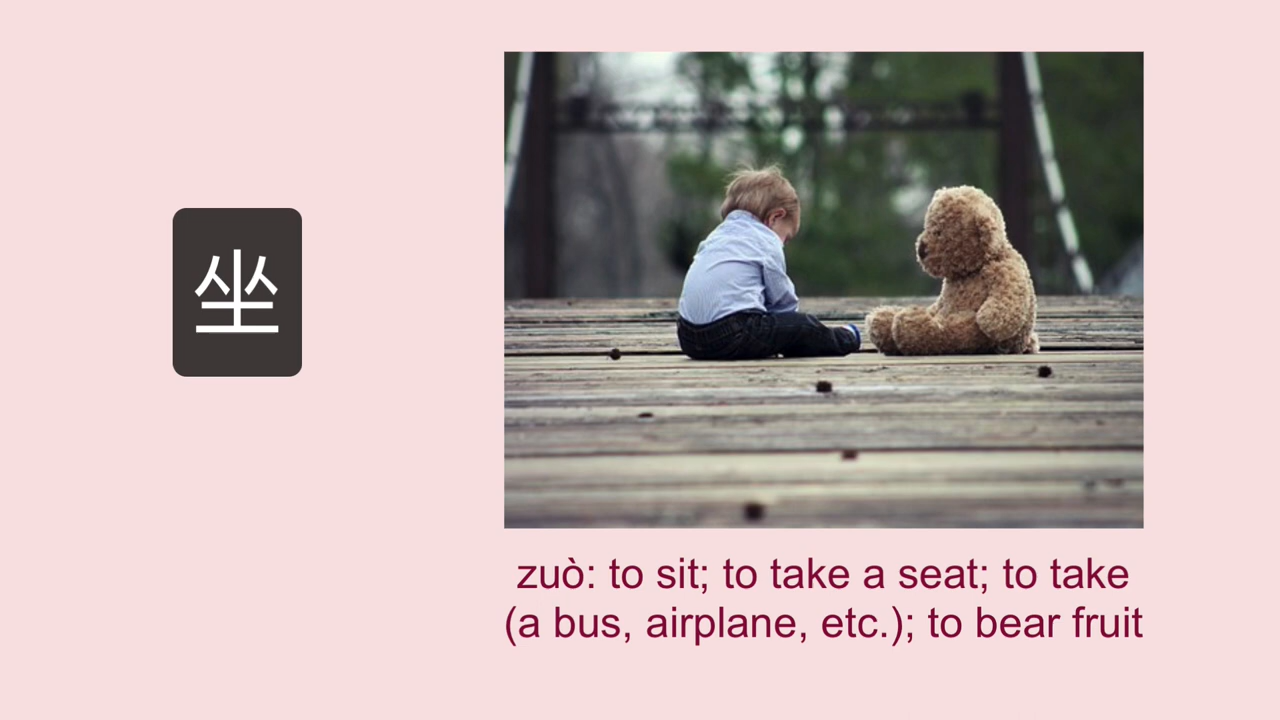 坐
zuò: to sit; to take a seat; to take
(a bus, airplane, etc.); to bear fruit